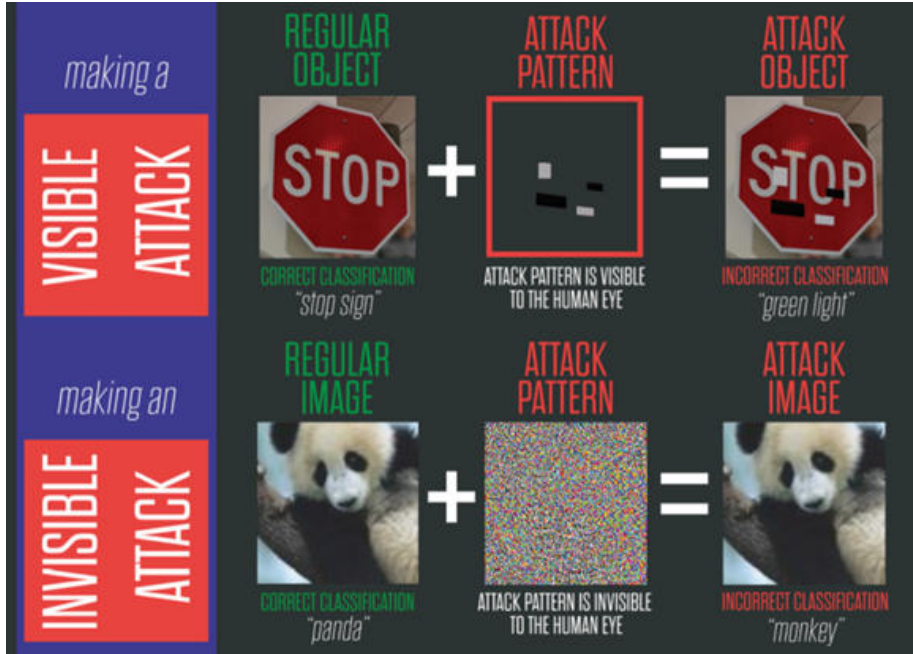 making a
VISIBLE
ATTACK
REGULAR
OBJECT
ATTACK
PATTERN
ATTACK
OBJECT
STOP
+
=
STOP
CORRECT CLASSIFICATION
"stop sign"
ATTACK PATTERN IS VISIBLE
TO THE HUMAN EYE
INCORRECT CLASSIFICATION
"green light"
making an
INVISIBLE
ATTACK
REGULAR
IMAGE
ATTACK
PATTERN
ATTACK
IMAGE
+
=
CORRECT CLASSIFICATION
"panda"
ATTACK PATTERN IS INVISIBLE
TO THE HUMAN EYE
INCORRECT CLASSIFICATION
"monkey"